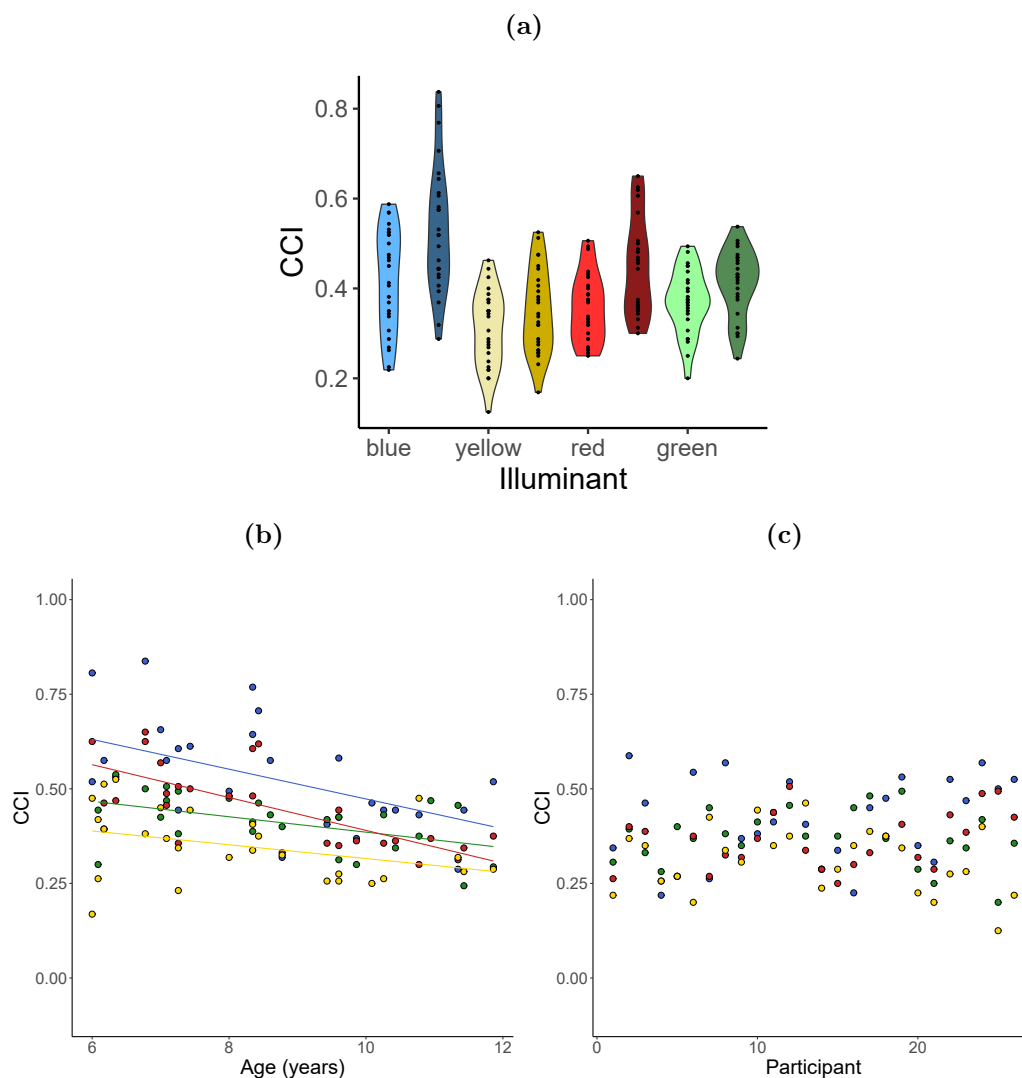 (a)
CCI
0.8
0.6
0.4
0.2
blue yellow red green
Illuminant
(b)
CCI
1.00
0.75
0.50
0.25
0.00
6 8 10 12
Age (years)
(c)
CCI
1.00
0.75
0.50
0.25
0.00
0 10 20
Participant